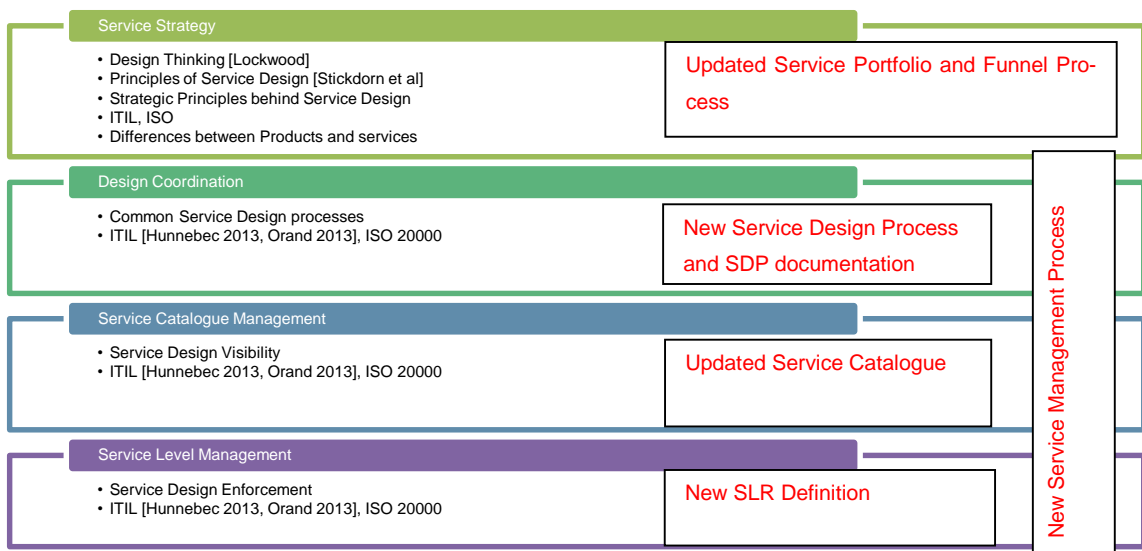 Service Strategy
• Design Thinking [Lockwood]
• Principles of Service Design [Stickdorn et al]
• Strategic Principles behind Service Design
• ITIL, ISO
• Differences between Products and services
Updated Service Portfolio and Funnel Pro-
cess
Design Coordination
• Common Service Design processes
• ITIL [Hunnebec 2013, Orand 2013], ISO 20000
New Service Design Process
and SDP documentation
Service Catalogue Management
• Service Design Visibility
• ITIL [Hunnebec 2013, Orand 2013], ISO 20000
Updated Service Catalogue
Service Level Management
• Service Design Enforcement
• ITIL [Hunnebec 2013, Orand 2013], ISO 20000
New SLR Definition
New Service Management Process